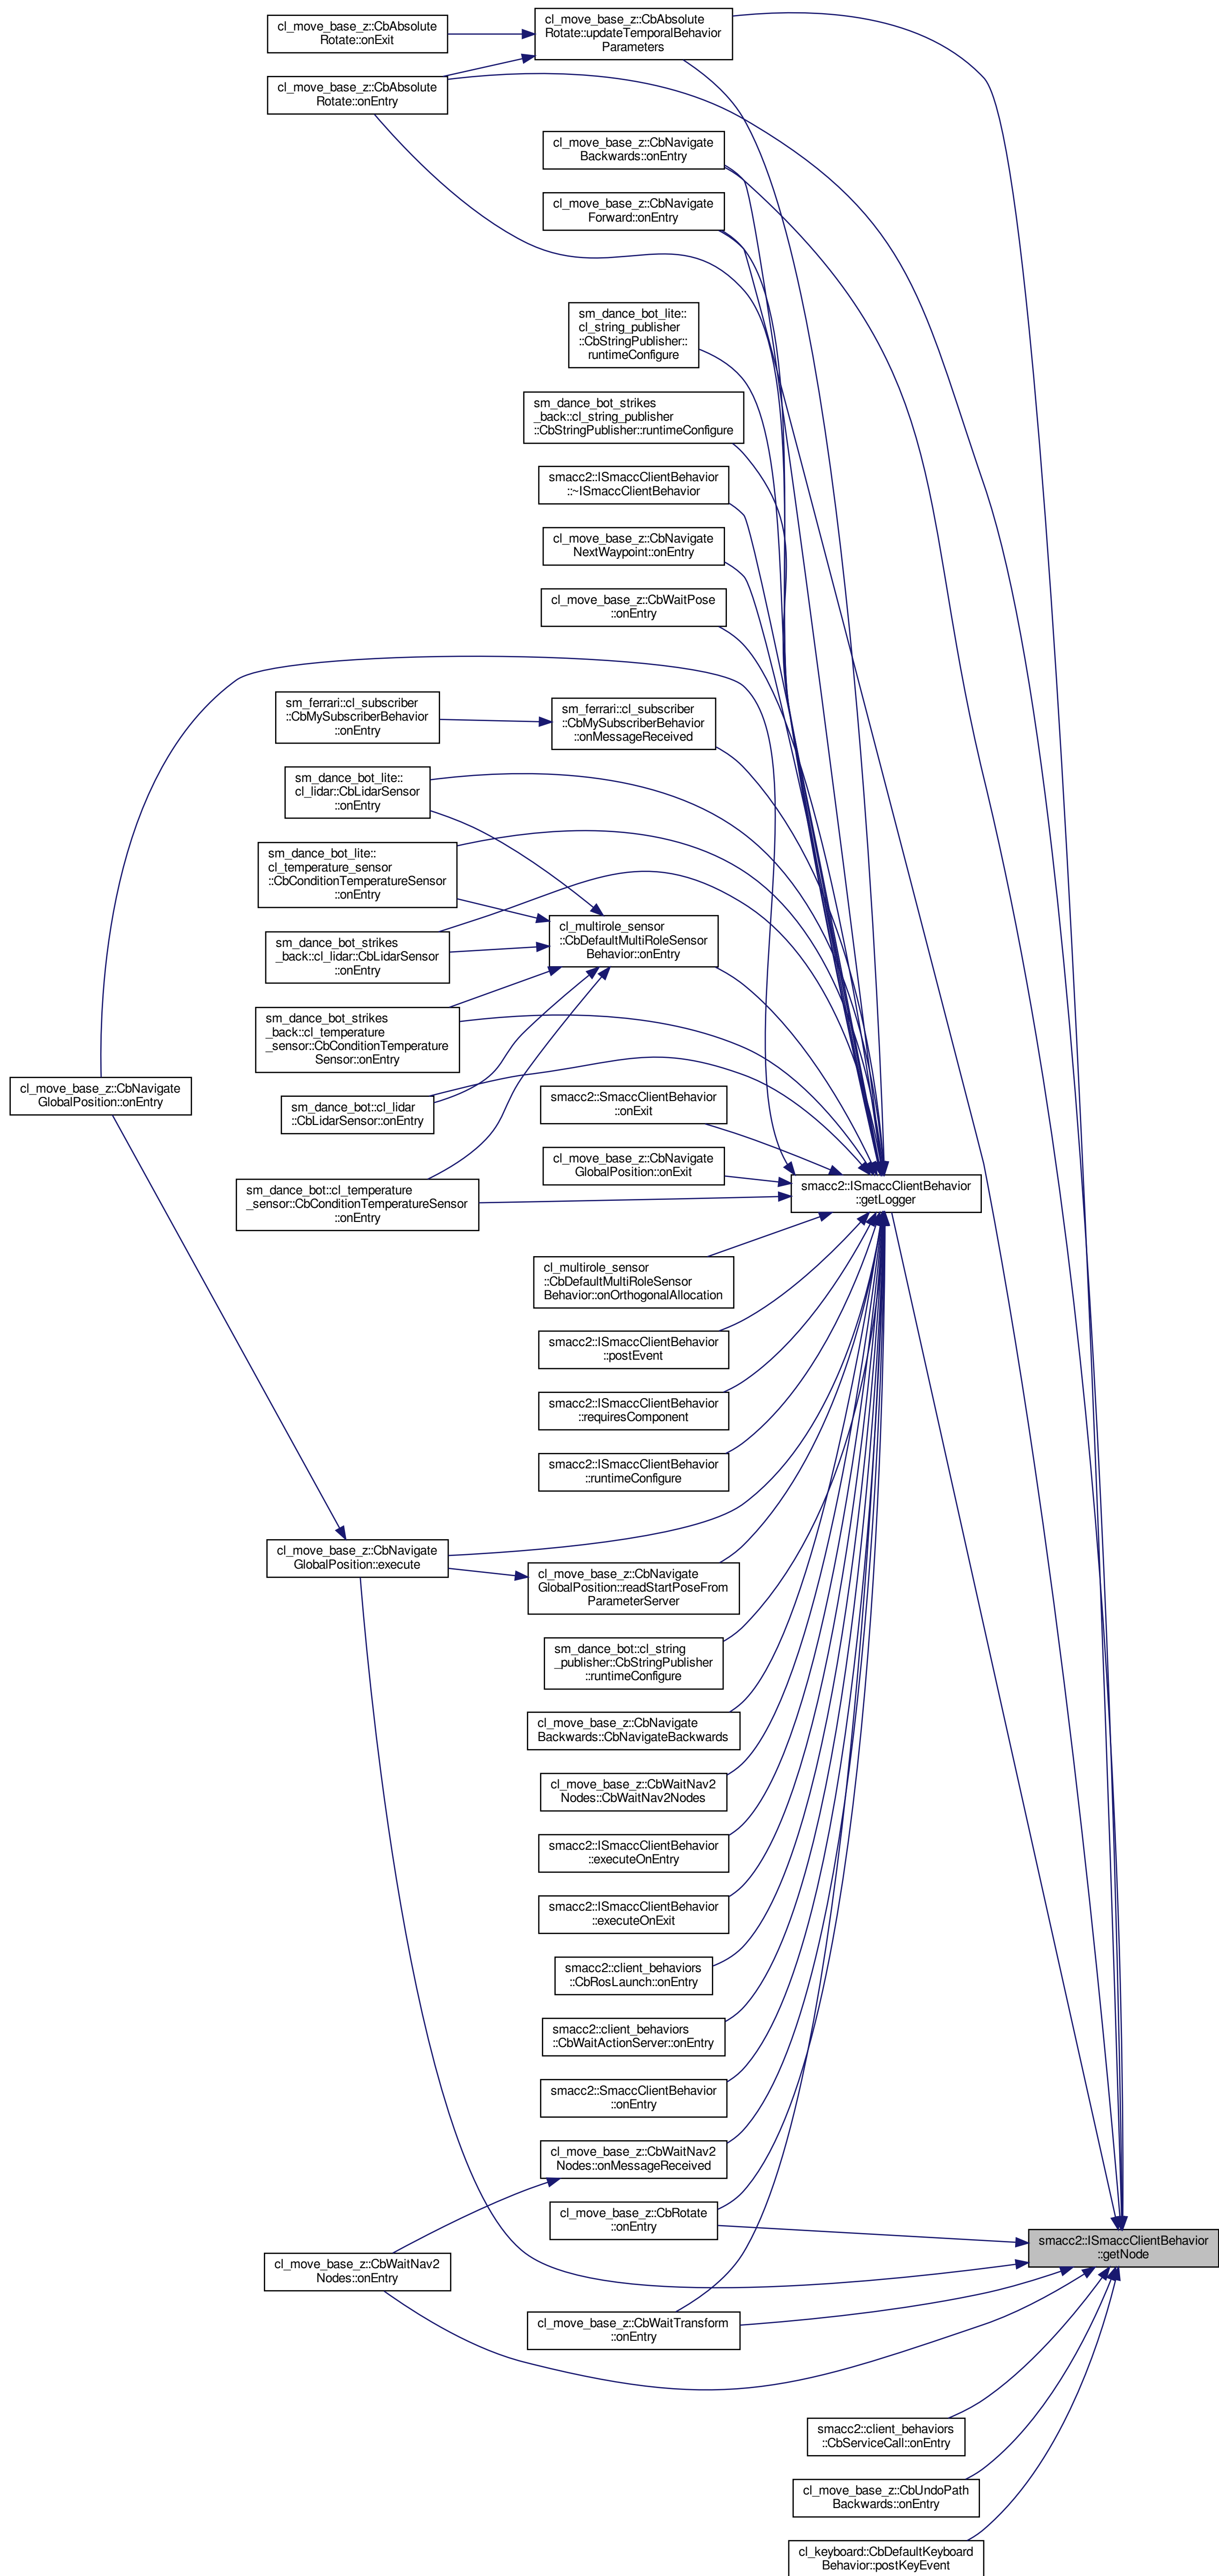 cl_move_base_z::CbAbsolute
Rotate::onExit
cl_move_base_z::CbAbsolute
Rotate::updateTemporalBehavior
Parameters
cl_move_base_z::CbAbsolute
Rotate::onEntry
cl_move_base_z::CbNavigate
Backwards::onEntry
cl_move_base_z::CbNavigate
Forward::onEntry
sm_dance_bot_lite::
cl_string_publisher
::CbStringPublisher::
runtimeConfigure
sm_dance_bot_strikes
_back::cl_string_publisher
::CbStringPublisher::runtimeConfigure
smacc2::ISmaccClientBehavior
::~ISmaccClientBehavior
cl_move_base_z::CbNavigate
NextWaypoint::onEntry
cl_move_base_z::CbWaitPose
::onEntry
sm_ferrari::cl_subscriber
::CbMySubscriberBehavior
::onEntry
sm_ferrari::cl_subscriber
::CbMySubscriberBehavior
::onMessageReceived
sm_dance_bot_lite::
cl_lidar::CbLidarSensor
::onEntry
sm_dance_bot_lite::
cl_temperature_sensor
::CbConditionTemperatureSensor
::onEntry
cl_multirole_sensor
::CbDefaultMultiRoleSensor
Behavior::onEntry
sm_dance_bot_strikes
_back::cl_lidar::CbLidarSensor
::onEntry
sm_dance_bot_strikes
_back::cl_temperature
_sensor::CbConditionTemperature
Sensor::onEntry
cl_move_base_z::CbNavigate
GlobalPosition::onEntry
sm_dance_bot::cl_lidar
::CbLidarSensor::onEntry
smacc2::SmaccClientBehavior
::onExit
cl_move_base_z::CbNavigate
GlobalPosition::onExit
sm_dance_bot::cl_temperature
_sensor::CbConditionTemperatureSensor
::onEntry
smacc2::ISmaccClientBehavior
::getLogger
cl_multirole_sensor
::CbDefaultMultiRoleSensor
Behavior::onOrthogonalAllocation
smacc2::ISmaccClientBehavior
::postEvent
smacc2::ISmaccClientBehavior
::requiresComponent
smacc2::ISmaccClientBehavior
::runtimeConfigure
cl_move_base_z::CbNavigate
GlobalPosition::execute
cl_move_base_z::CbNavigate
GlobalPosition::readStartPoseFrom
ParameterServer
sm_dance_bot::cl_string
_publisher::CbStringPublisher
::runtimeConfigure
cl_move_base_z::CbNavigate
Backwards::CbNavigateBackwards
cl_move_base_z::CbWaitNav2
Nodes::CbWaitNav2Nodes
smacc2::ISmaccClientBehavior
::executeOnEntry
smacc2::ISmaccClientBehavior
::executeOnExit
smacc2::client_behaviors
::CbRosLaunch::onEntry
smacc2::client_behaviors
::CbWaitActionServer::onEntry
smacc2::SmaccClientBehavior
::onEntry
cl_move_base_z::CbWaitNav2
Nodes::onMessageReceived
cl_move_base_z::CbRotate
::onEntry
smacc2::ISmaccClientBehavior
::getNode
cl_move_base_z::CbWaitNav2
Nodes::onEntry
cl_move_base_z::CbWaitTransform
::onEntry
smacc2::client_behaviors
::CbServiceCall::onEntry
cl_move_base_z::CbUndoPath
Backwards::onEntry
cl_keyboard::CbDefaultKeyboard
Behavior::postKeyEvent